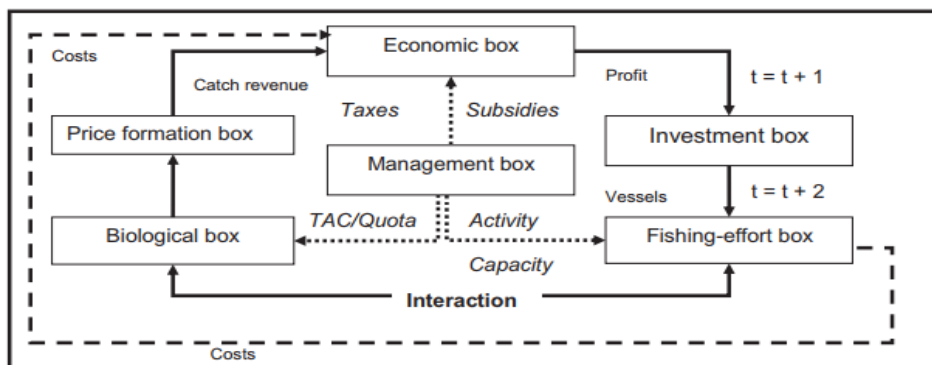 Economic box
Costs
Profit
t = t + 1
Catch revenue
Taxes
Subsidies
Price formation box
Investment box
Management box
Vessels
t = t + 2
TAC/Quota
Activity
Biological box
Fishing-effort box
Capacity
Interaction
Costs